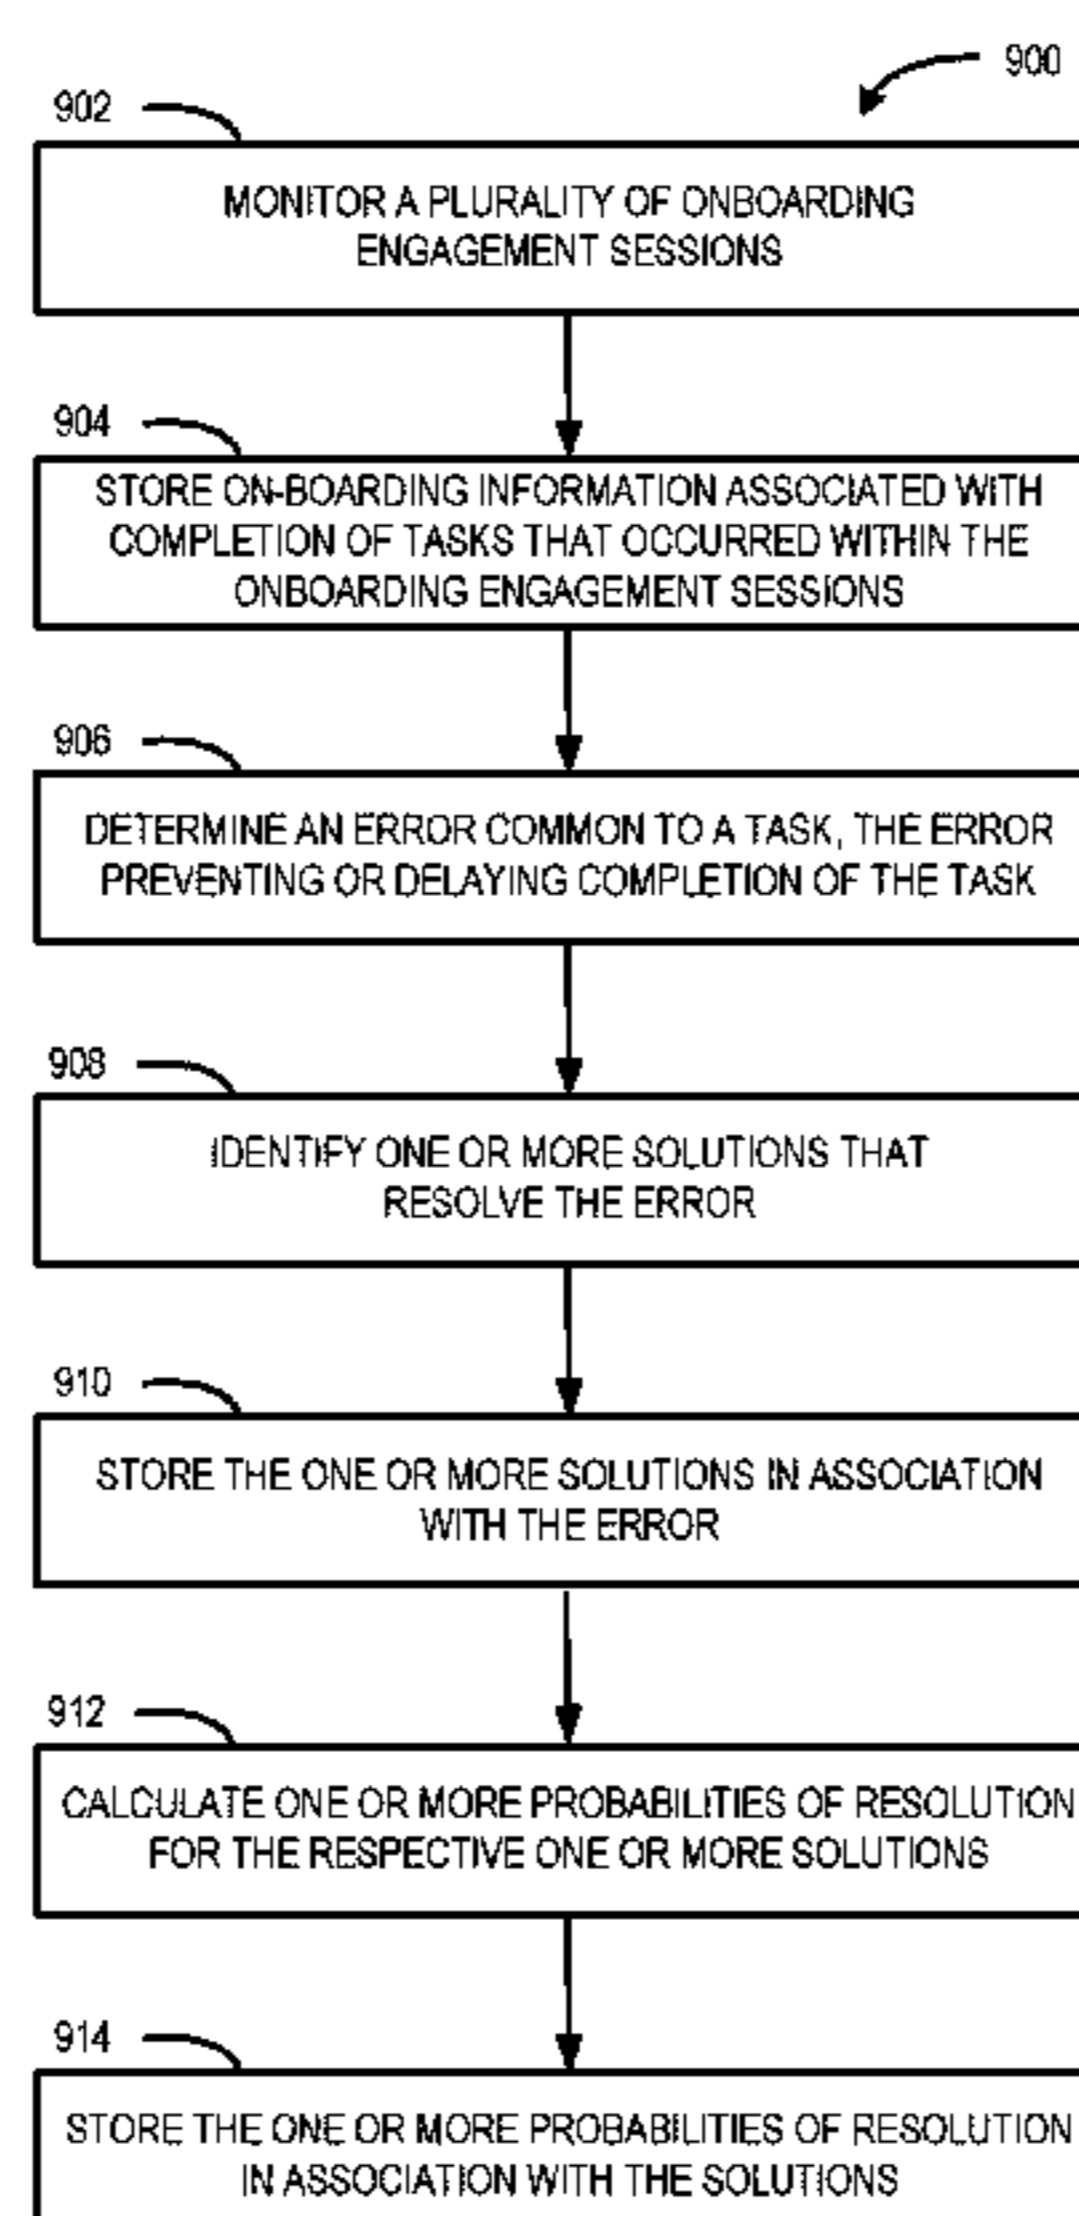 900
902
MONITOR A PLURALITY OF ONBOARDING
ENGAGEMENT SESSIONS
904
STORE ON-BOARDING INFORMATION ASSOCIATED WITH
COMPLETION OF TASKS THAT OCCURRED WITHIN THE
ONBOARDING ENGAGEMENT SESSIONS
906
DETERMINE AN ERROR COMMON TO A TASK, THE ERROR
PREVENTING OR DELAYING COMPLETION OF THE TASK
908
IDENTIFY ONE OR MORE SOLUTIONS THAT
RESOLVE THE ERROR
910
STORE THE ONE OR MORE SOLUTIONS IN ASSOCIATION
WITH THE ERROR
912
CALCULATE ONE OR MORE PROBABILITIES OF RESOLUTION
FOR THE RESPECTIVE ONE OR MORE SOLUTIONS
914
STORE THE ONE OR MORE PROBABILITIES OF RESOLUTION
IN ASSOCIATION WITH THE SOLUTIONS